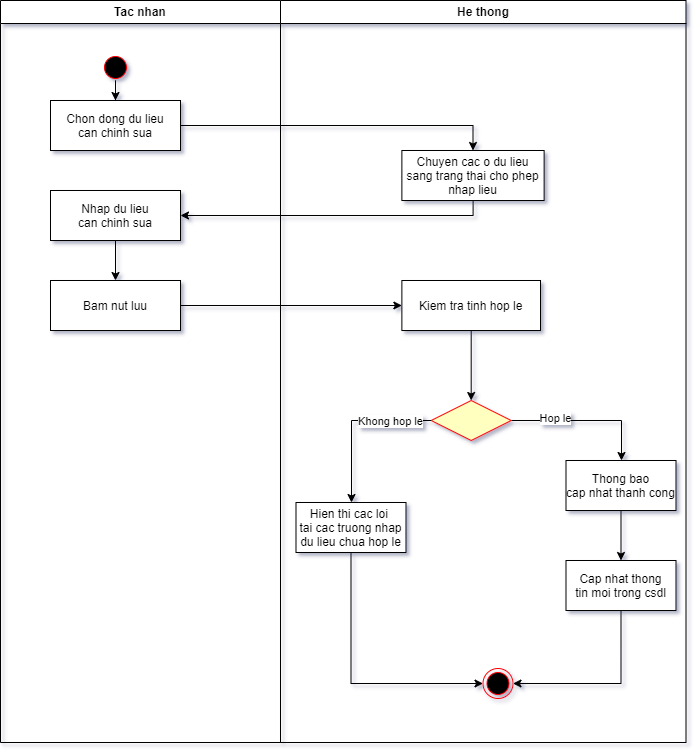 Tac nhan
He thong
Chon dong du lieu
can chinh sua
Chuyen cac o du lieu
sang trang thai cho phep
nhap lieu
Nhap du lieu
can chinh sua
Bam nut luu
Kiem tra tinh hop le
Khong hop le
Hop le
Thong bao
cap nhat thanh cong
Hien thi cac loi
tai cac truong nhap
du lieu chua hop le
Cap nhat thong
tin moi trong csdl